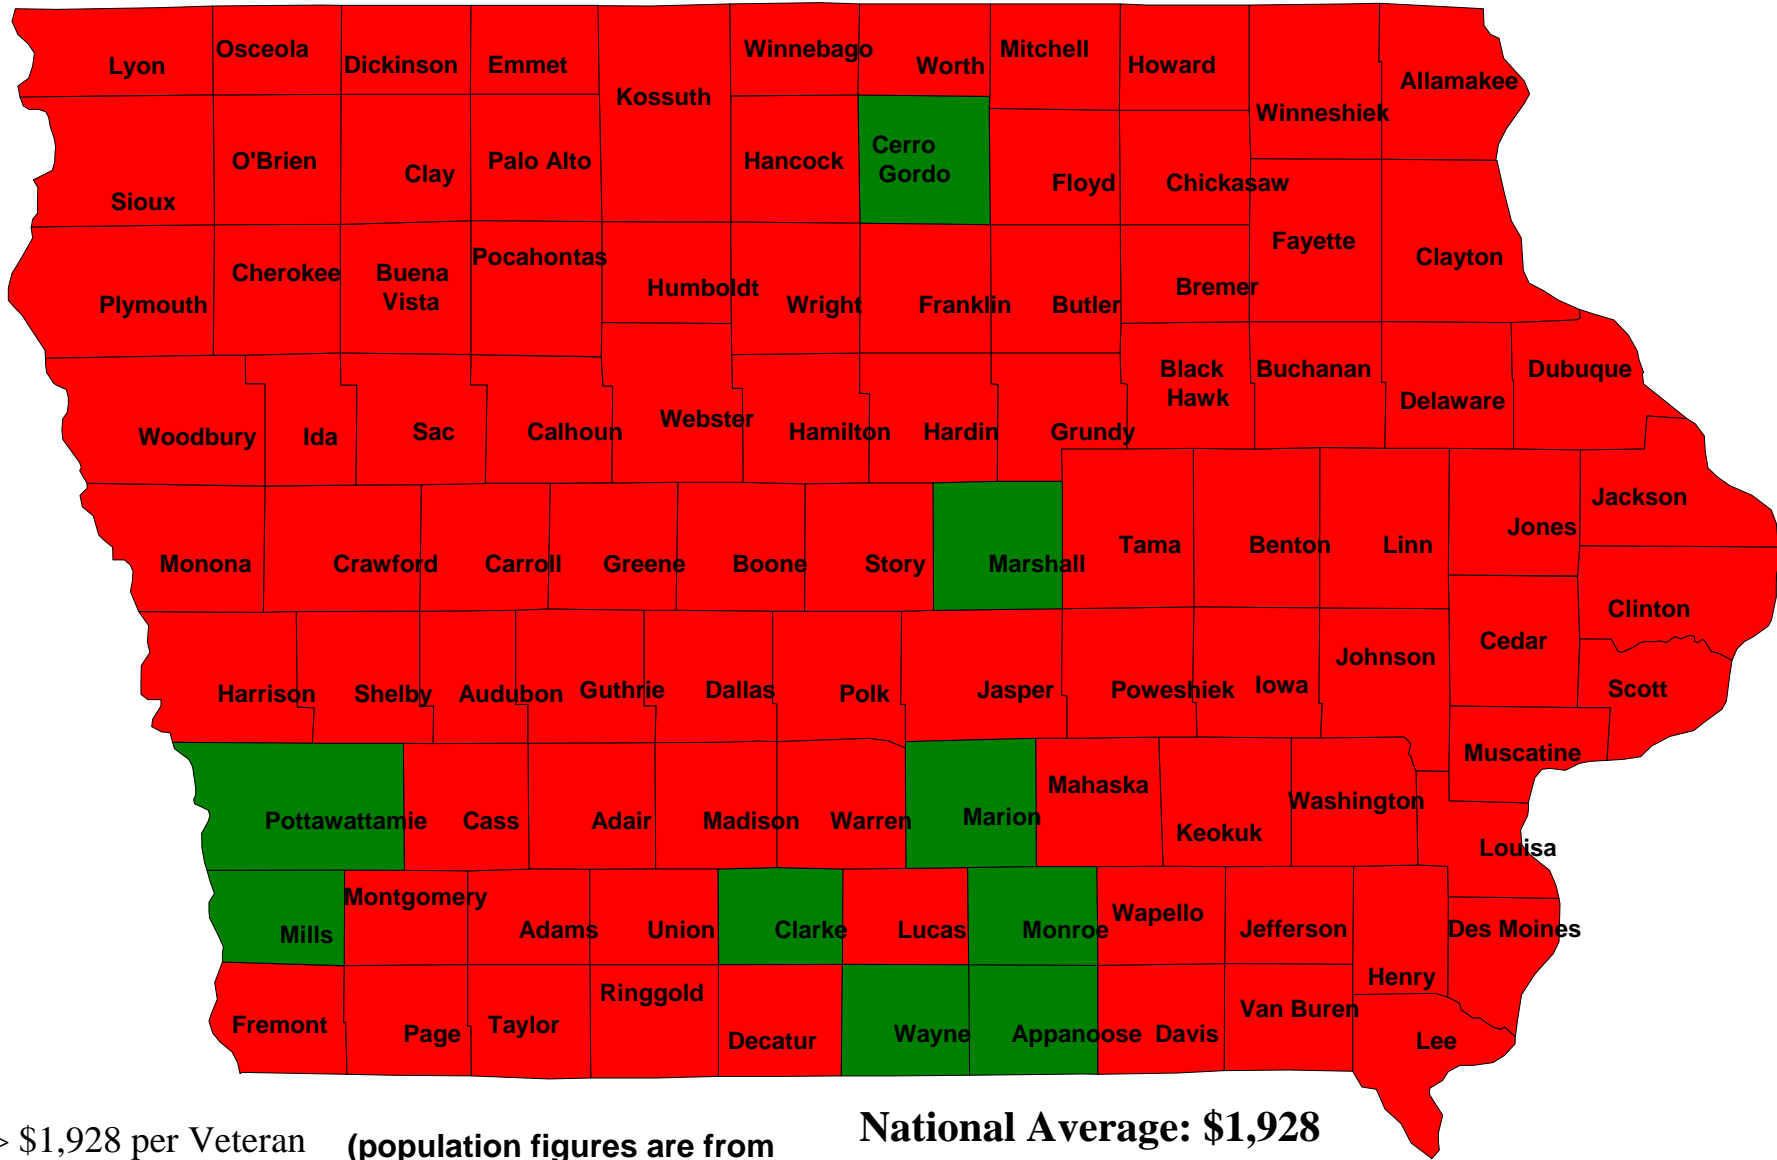 Lyon
Osceola
Dickinson
Emmet
Kossuth
Winnebago
Worth
Mitchell
Howard
Winneshiek
Allamakee
Sioux
O'Brien
Clay
Palo Alto
Hancock
Cerro
Gordo
Floyd
Chickasaw
Fayette
Clayton
Plymouth
Cherokee
Buena
Vista
Pocahontas
Humboldt
Wright
Franklin
Butler
Bremer
Woodbury
Ida
Sac
Calhoun
Webster
Hamilton
Hardin
Grundy
Black
Hawk
Buchanan
Delaware
Dubuque
Monona
Crawford
Carroll
Greene
Boone
Story
Marshall
Tama
Benton
Linn
Jones
Jackson
Clinton
Cedar
Scott
Harrison
Shelby
Audubon
Guthrie
Dallas
Polk
Jasper
Poweshiek
Iowa
Johnson
Muscatine
Pottawattamie
Cass
Adair
Madison
Warren
Marion
Mahaska
Keokuk
Washington
Louisa
Mills
Montgomery
Adams
Union
Clarke
Lucas
Monroe
Wapello
Jefferson
Henry
Des Moines
Fremont
Page
Taylor
Ringgold
Decatur
Wayne
Appanoose
Davis
Van Buren
Lee
> $1,928 per Veteran
(population figures are from
National Average: $1,928